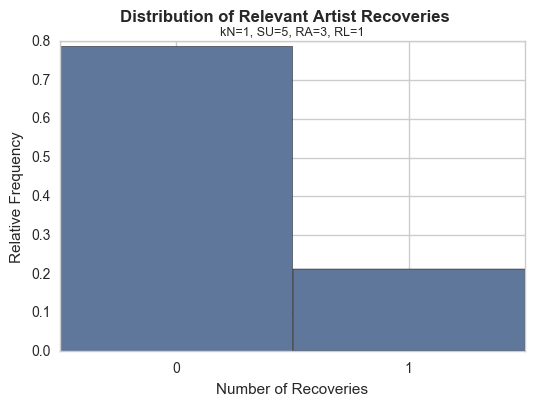 Distribution of Relevant Artist Recoveries
kN=1, SU=5, RA=3, RL=1
0.8
0.7
0.6
0.5
0.4
0.3
0.2
0.1
0.0
Relative Frequency
0 1
Number of Recoveries